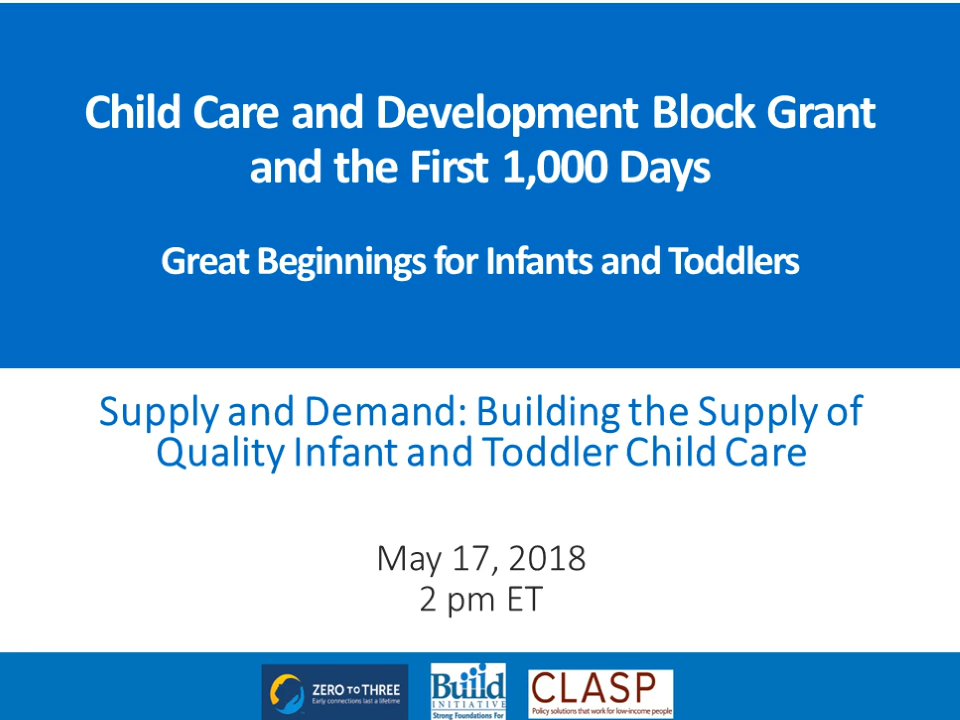 Child Care and Development Block Grant
and the First 1,000 Days
Great Beginnings for Infants and Toddlers
Supply and Demand: Building the Supply of
Quality Infant and Toddler Child Care
May 17, 2018
2 pm ET
ZERO TO THREE
Early connections last a lifetime
Build
INITIATIVE
Strong Foundations For
CLASP
Policy solutions that work for low-income people